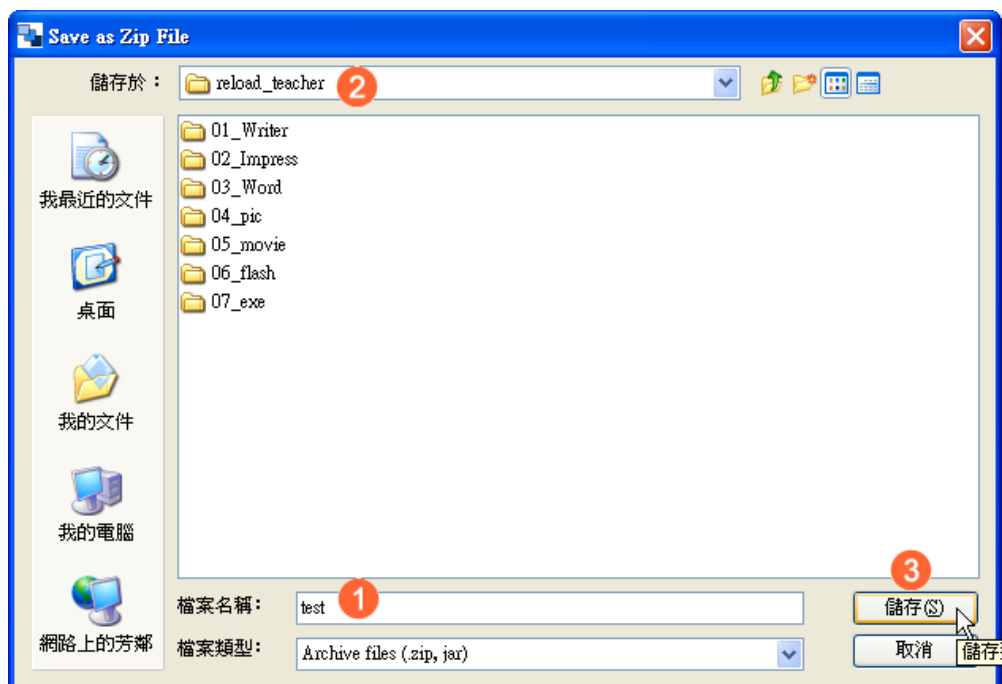 Save as Zip File
儲存於：
reload_teacher
2
01_Writer
02_Impress
03_Word
04_pic
05_movie
06_flash
07_exe
我最近的文件
桌面
我的文件
我的電腦
網路上的芳鄰
3
檔案名稱：
test
1
儲存(S)
檔案類型：
Archive files (.zip, jar)
取消
儲存